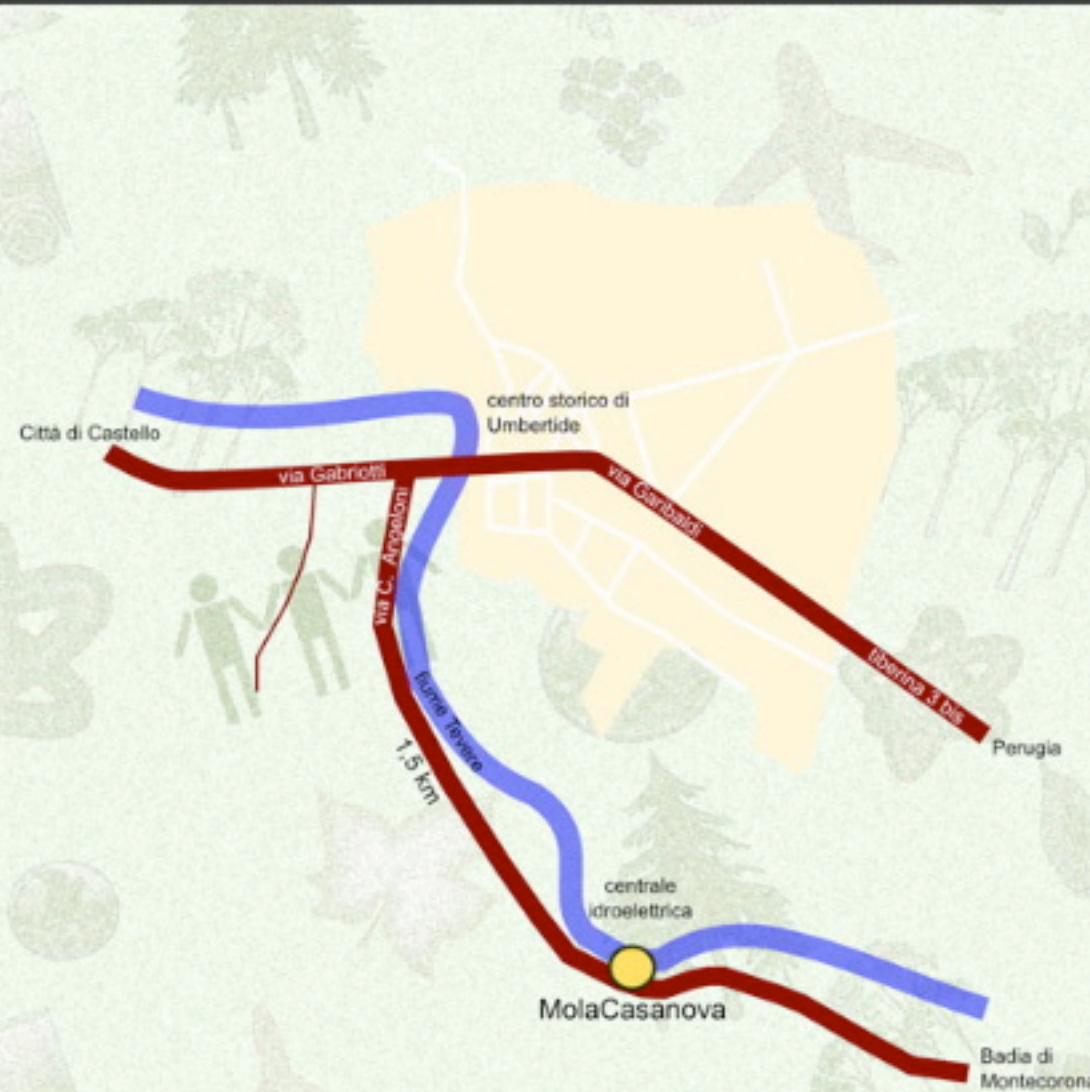 centro storico di
Umbertide
Città di Castello
via Gabriotti
via Garibaldi
via C. Angeloni
tiberina 3 bis
fiume Tevere
Perugia
1,5 km
centrale
idroelettrica
MolaCasanova
Badia di
Montecorona